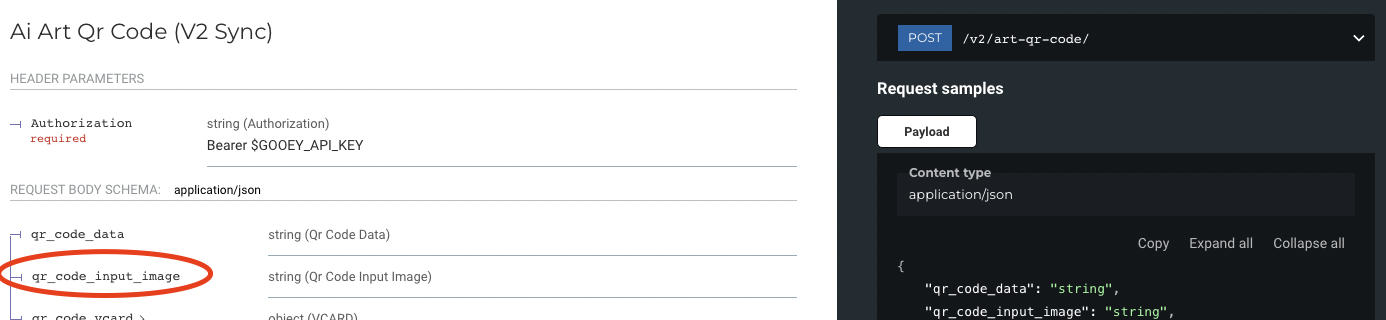 Ai Art Qr Code (V2 Sync)
HEADER PARAMETERS
Authorization
required
string (Authorization)
Bearer $GOOEY_API_KEY
REQUEST BODY SCHEMA: application/json
qr_code_data string (Qr Code Data)
qr_code_input_image string (Qr Code Input Image)
qr_code_vcard > object (VCARD)
POST /v2/art-qr-code/
Request samples
Payload
Content type
application/json
Copy Expand all Collapse all
{
"qr_code_data": "string",
"qr_code_input_image": "string",